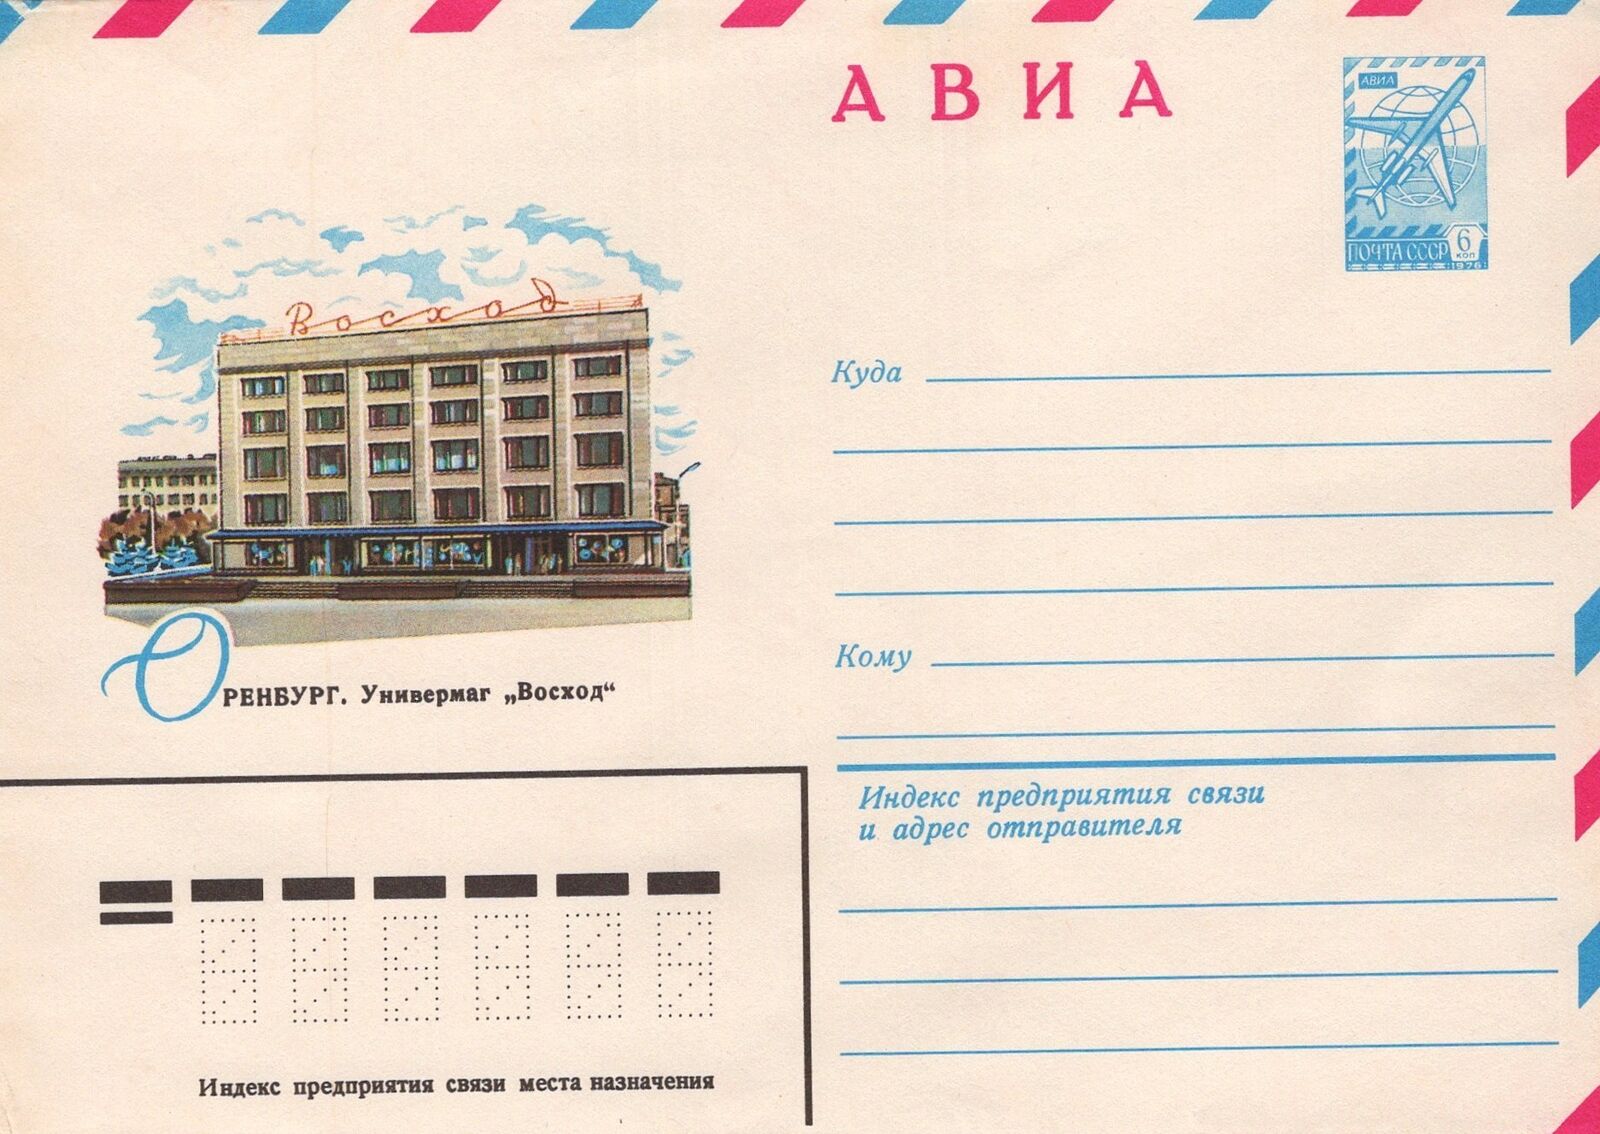 АВИА
АВИА
ПОЧТА СССР 6 КОП
1976
Восход
ОРЕНБУРГ. Универмаг „Восход“
Куда
Кому
Индекс предприятия связи
и адрес отправителя
Индекс предприятия связи места назначения